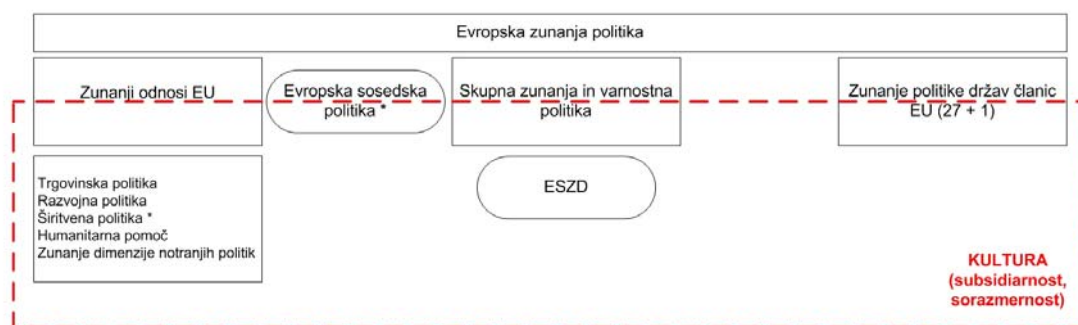 Evropska zunanja politika
Zunanji odnosi EU
Evropska sosedska
politika *
Skupna zunanja in varnostna
politika
Zunanje politike držav članic
EU (27 + 1)
Trgovinska politika
Razvojna politika
Širitvena politika *
Humanitarna pomoč
Zunanje dimenzije notranjih politik
ESZD
KULTURA
(subsidiarnost,
sorazmernost)